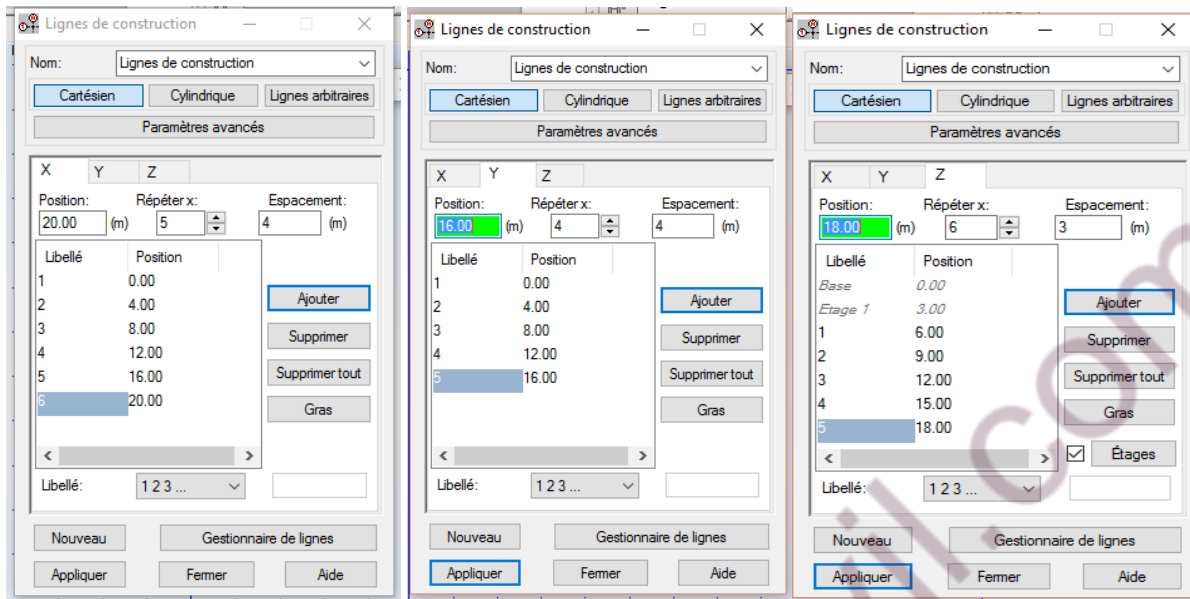 Lignes de construction
Nom: Lignes de construction
Cartésien Cylindrique Lignes arbitraires
Paramètres avancés
X Y Z
Position: Répéter x: Espacement:
20.00 (m) 5 4 (m)
Libellé Position
1 0.00
2 4.00
3 8.00
4 12.00
5 16.00
6 20.00
Ajouter
Supprimer
Supprimer tout
Gras
Libellé: 1 2 3 ...
Nouveau Gestionnaire de lignes
Appliquer Fermer Aide
Lignes de construction
Nom: Lignes de construction
Cartésien Cylindrique Lignes arbitraires
Paramètres avancés
X Y Z
Position: Répéter x: Espacement:
16.00 (m) 4 4 (m)
Libellé Position
1 0.00
2 4.00
3 8.00
4 12.00
5 16.00
Ajouter
Supprimer
Supprimer tout
Gras
Libellé: 1 2 3 ...
Nouveau Gestionnaire de lignes
Appliquer Fermer Aide
Lignes de construction
Nom: Lignes de construction
Cartésien Cylindrique Lignes arbitraires
Paramètres avancés
X Y Z
Position: Répéter x: Espacement:
18.00 (m) 6 3 (m)
Libellé Position
Base 0.00
Etage 1 3.00
1 6.00
2 9.00
3 12.00
4 15.00
5 18.00
Ajouter
Supprimer
Supprimer tout
Gras
Étages
Libellé: 1 2 3 ...
Nouveau Gestionnaire de lignes
Appliquer Fermer Aide
vil.com